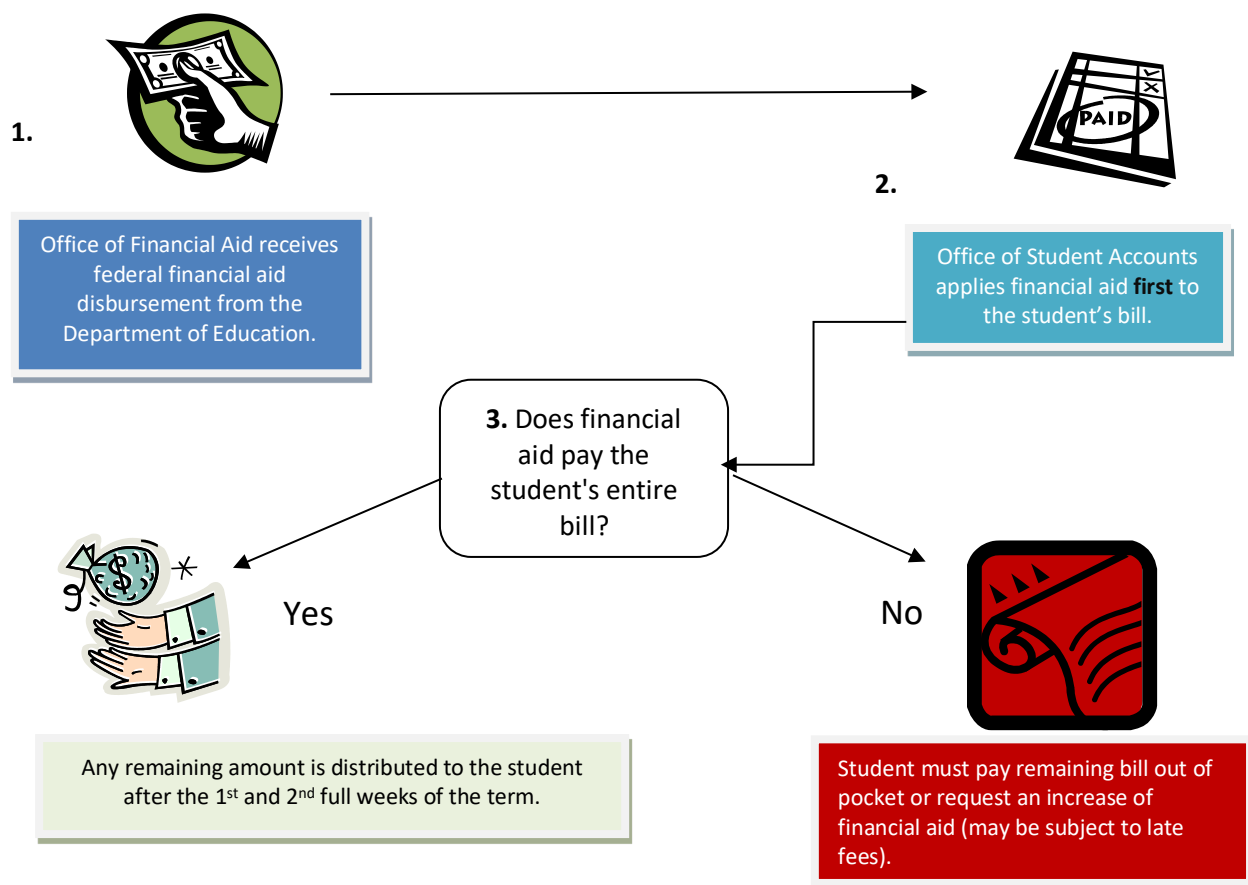 1.
PAID
2.
Office of Financial Aid receives
federal financial aid
disbursement from the
Department of Education.
Office of Student Accounts
applies financial aid first to
the student’s bill.
3. Does financial
aid pay the
student's entire
bill?
Yes
No
Any remaining amount is distributed to the student
after the 1st and 2nd full weeks of the term.
Student must pay remaining bill out of
pocket or request an increase of
financial aid (may be subject to late
fees).